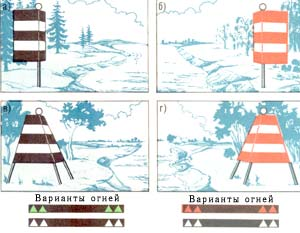 а)
б)
в)
г)
Варианты огней
Варианты огней